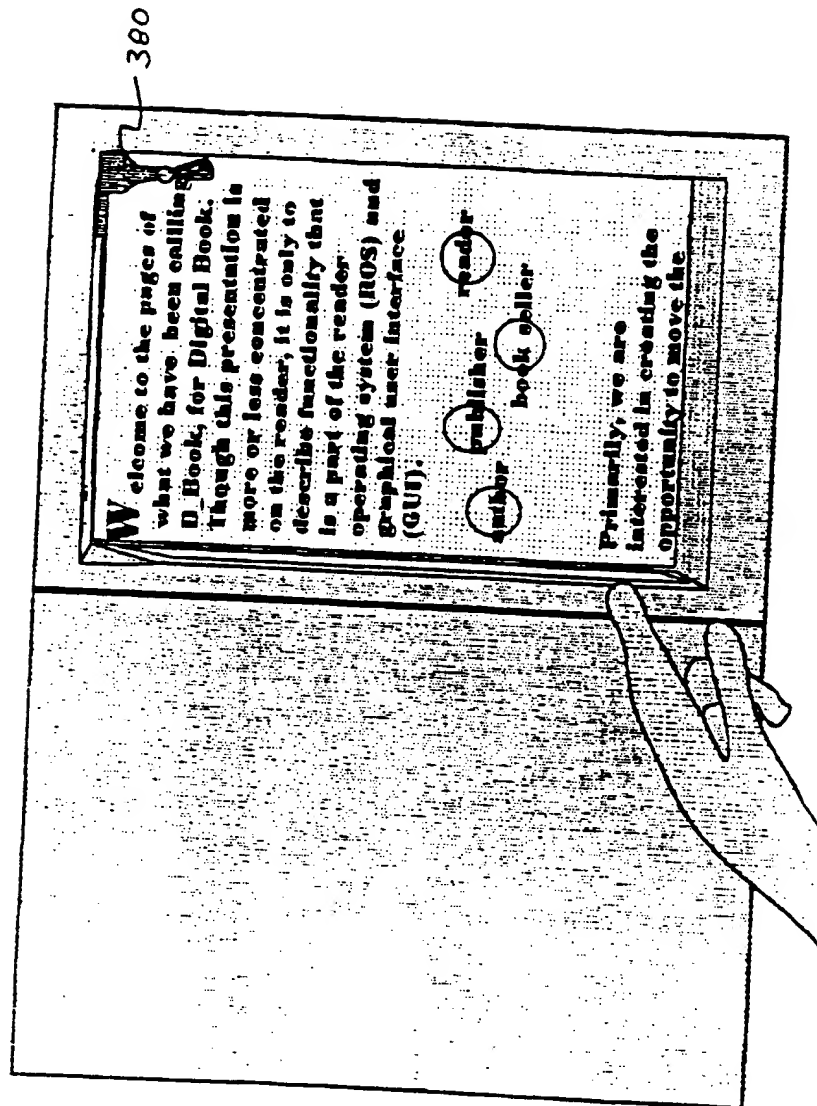 380
Welcome to the pages of
what we have been callling
D_Book, for Digital Book.
Though this presentation is
more or less concentrated
on the reader, it is only to
describe functionality that
is a part of the reader
operating system (ROS) and
graphical user interface
(GUI).
author publisher book seller reader
Primarily, we are
interested in creating the
opportunity to move the